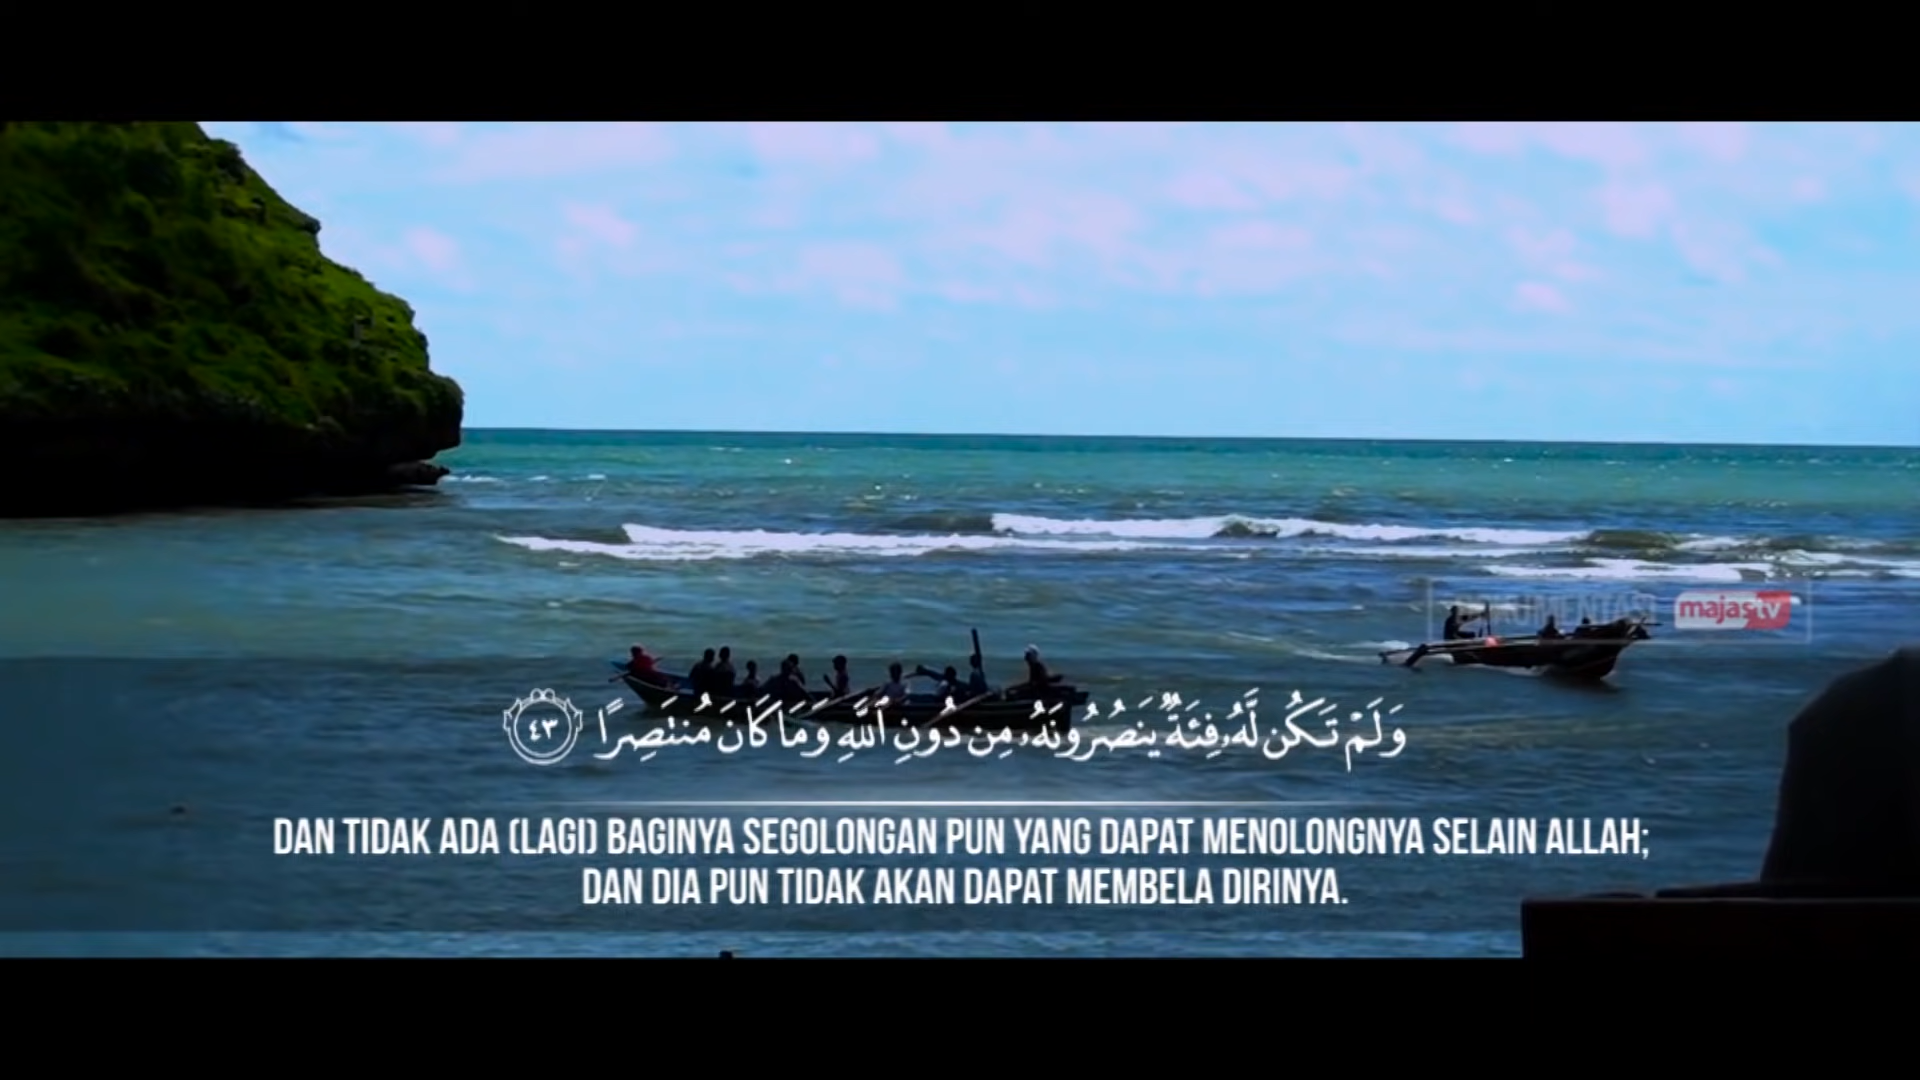 DOKUMENTASI majas tv
وَلَمْ تَكُن لَّهُۥ فِئَةٌ يَنصُرُونَهُۥ مِن دُونِ ٱللَّهِ وَمَا كَانَ مُنتَصِرًا ٤٣
DAN TIDAK ADA (LAGI) BAGINYA SEGOLONGAN PUN YANG DAPAT MENOLONGNYA SELAIN ALLAH;
DAN DIA PUN TIDAK AKAN DAPAT MEMBELA DIRINYA.